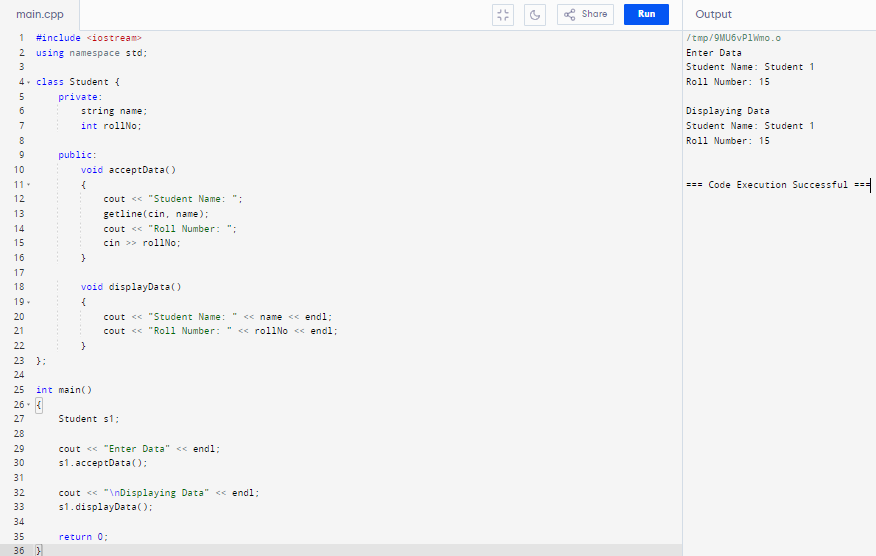 main.cpp
Share
Run
Output
1 #include <iostream>
2 using namespace std;
3
4 class Student {
5 private:
6 string name;
7 int rollNo;
8
9 public:
10 void acceptData()
11 {
12 cout << "Student Name: ";
13 getline(cin, name);
14 cout << "Roll Number: ";
15 cin >> rollNo;
16 }
17
18 void displayData()
19 {
20 cout << "Student Name: " << name << endl;
21 cout << "Roll Number: " << rollNo << endl;
22 }
23 };
24
25 int main()
26 {
27 Student s1;
28
29 cout << "Enter Data" << endl;
30 s1.acceptData();
31
32 cout << "\nDisplaying Data" << endl;
33 s1.displayData();
34
35 return 0;
36 }
/tmp/9MU6vPlWmo.o
Enter Data
Student Name: Student 1
Roll Number: 15
Displaying Data
Student Name: Student 1
Roll Number: 15
=== Code Execution Successful ===